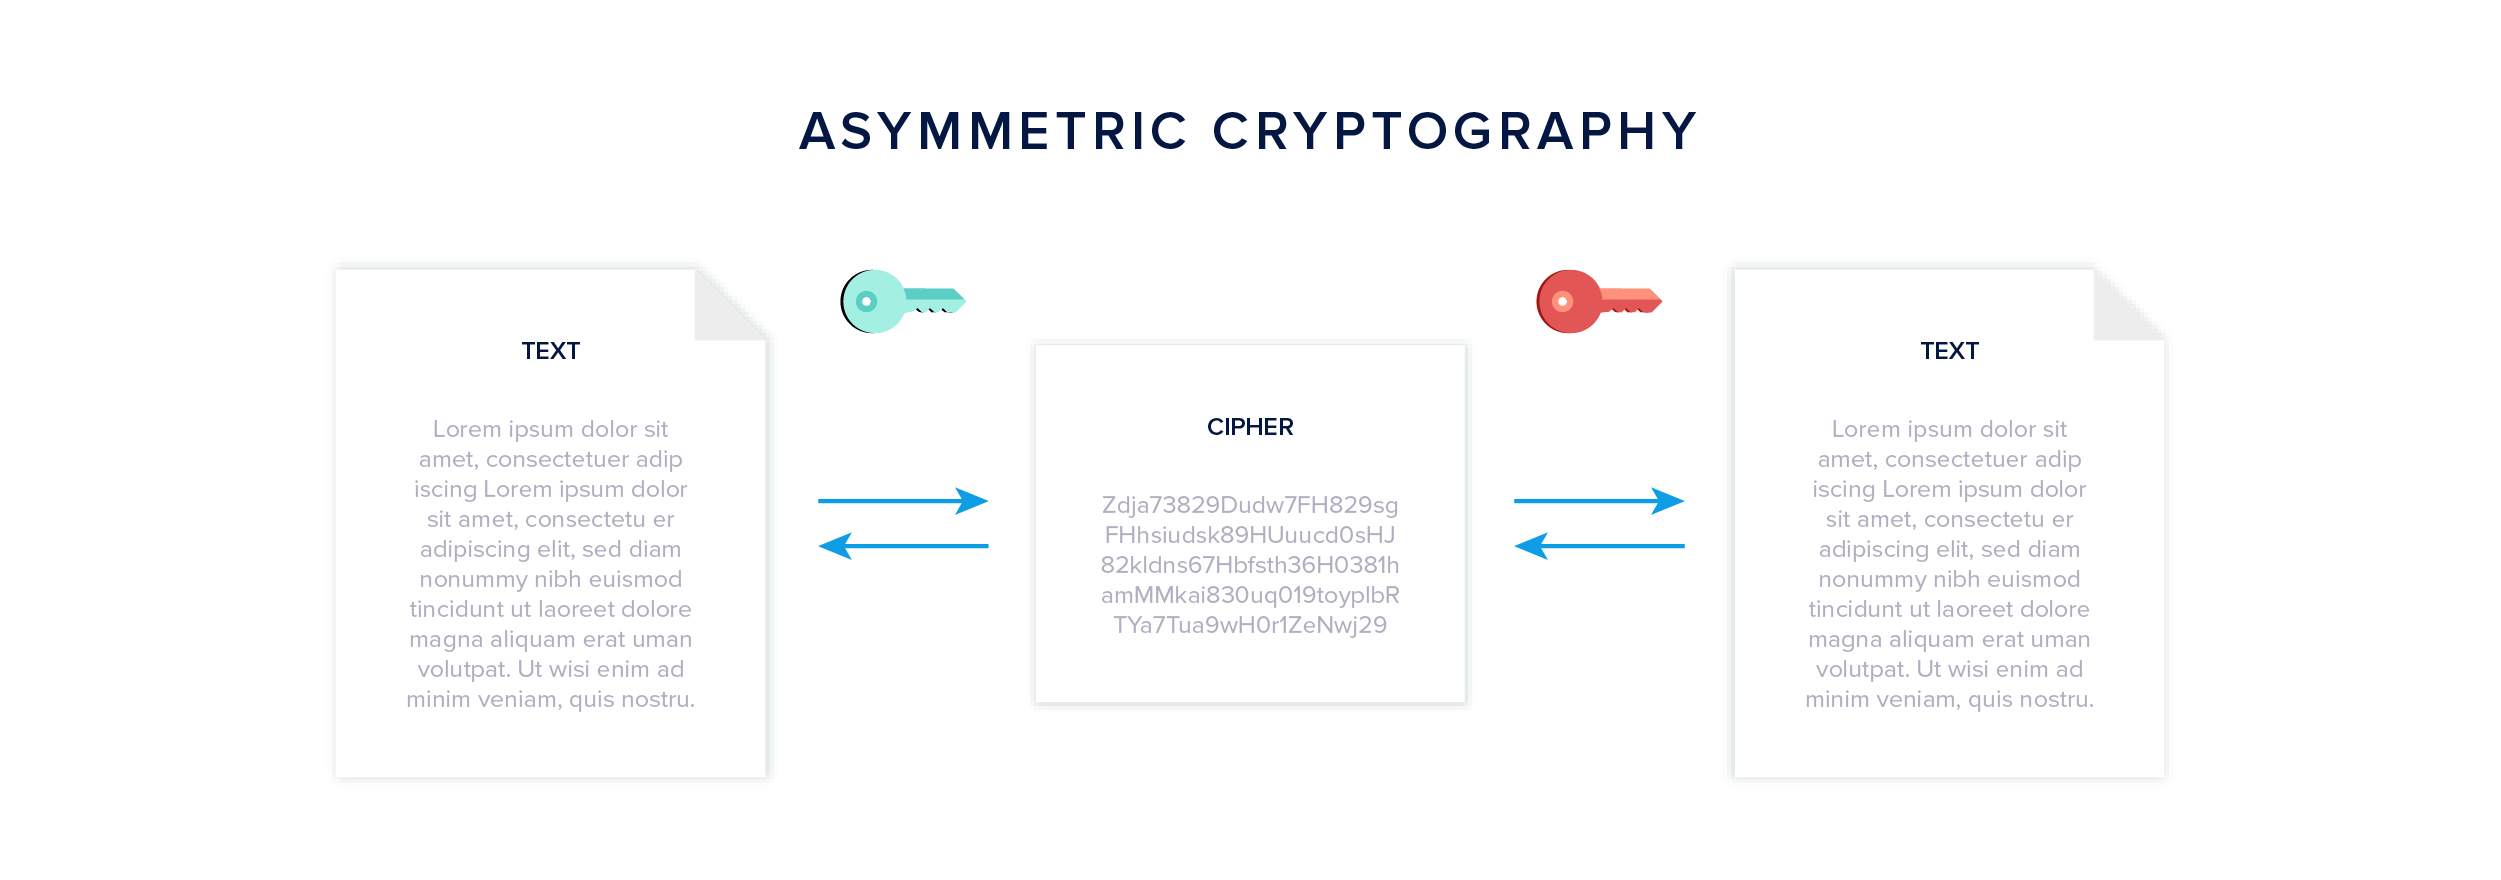 ASYMMETRIC CRYPTOGRAPHY
TEXT
Lorem ipsum dolor sit
amet, consectetuer adip
iscing Lorem ipsum dolor
sit amet, consectetu er
adipiscing elit, sed diam
nonummy nibh euismod
tincidunt ut laoreet dolore
magna aliquam erat uman
volutpat. Ut wisi enim ad
minim veniam, quis nostru.
CIPHER
Zdja73829Dudw7FH829sg
FHhsiudsk89HUuucd0sHJ
82kldns67Hbfsth36H0381h
amMMkai830uq019toyplbR
TYa7Tua9wH0r1ZeNwj29
TEXT
Lorem ipsum dolor sit
amet, consectetuer adip
iscing Lorem ipsum dolor
sit amet, consectetu er
adipiscing elit, sed diam
nonummy nibh euismod
tincidunt ut laoreet dolore
magna aliquam erat uman
volutpat. Ut wisi enim ad
minim veniam, quis nostru.